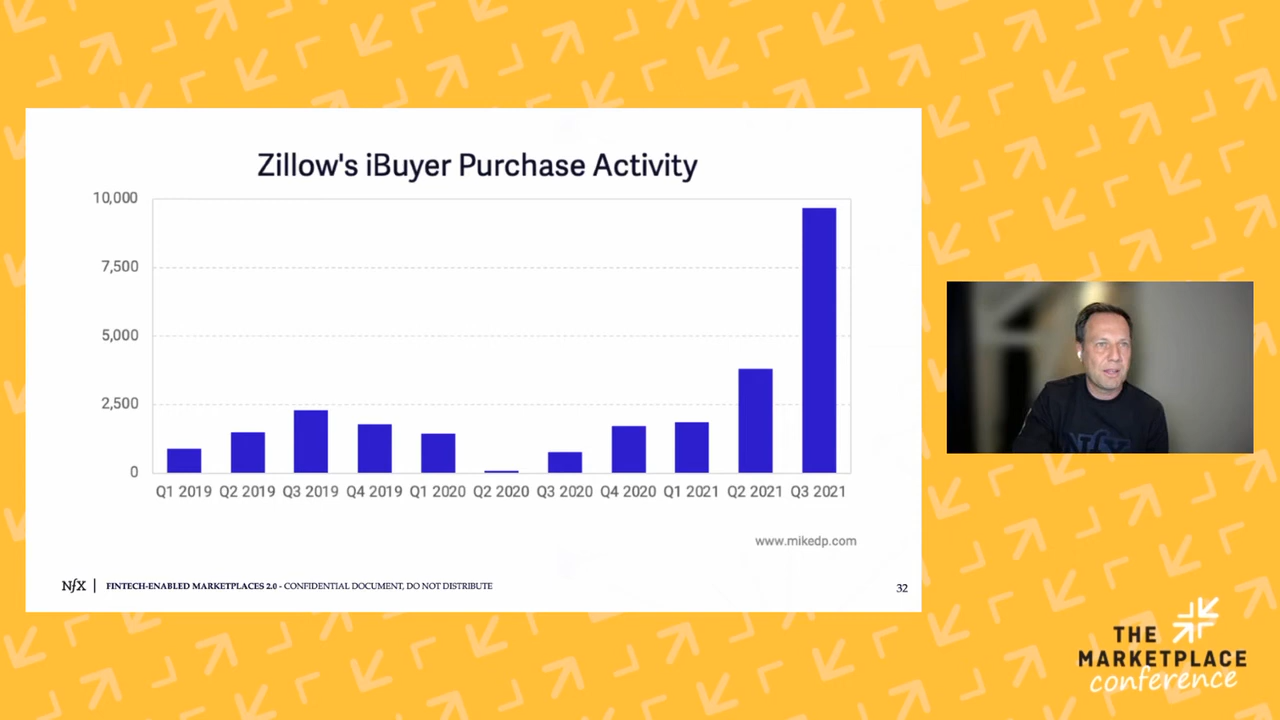 Zillow's iBuyer Purchase Activity
10,000
7,500
5,000
2,500
0
Q1 2019 Q2 2019 Q3 2019 Q4 2019 Q1 2020 Q2 2020 Q3 2020 Q4 2020 Q1 2021 Q2 2021 Q3 2021
www.mikedp.com
NfX | FINTECH-ENABLED MARKETPLACES 2.0 - CONFIDENTIAL DOCUMENT, DO NOT DISTRIBUTE
32
NfX
THE
MARKETPLACE
conference